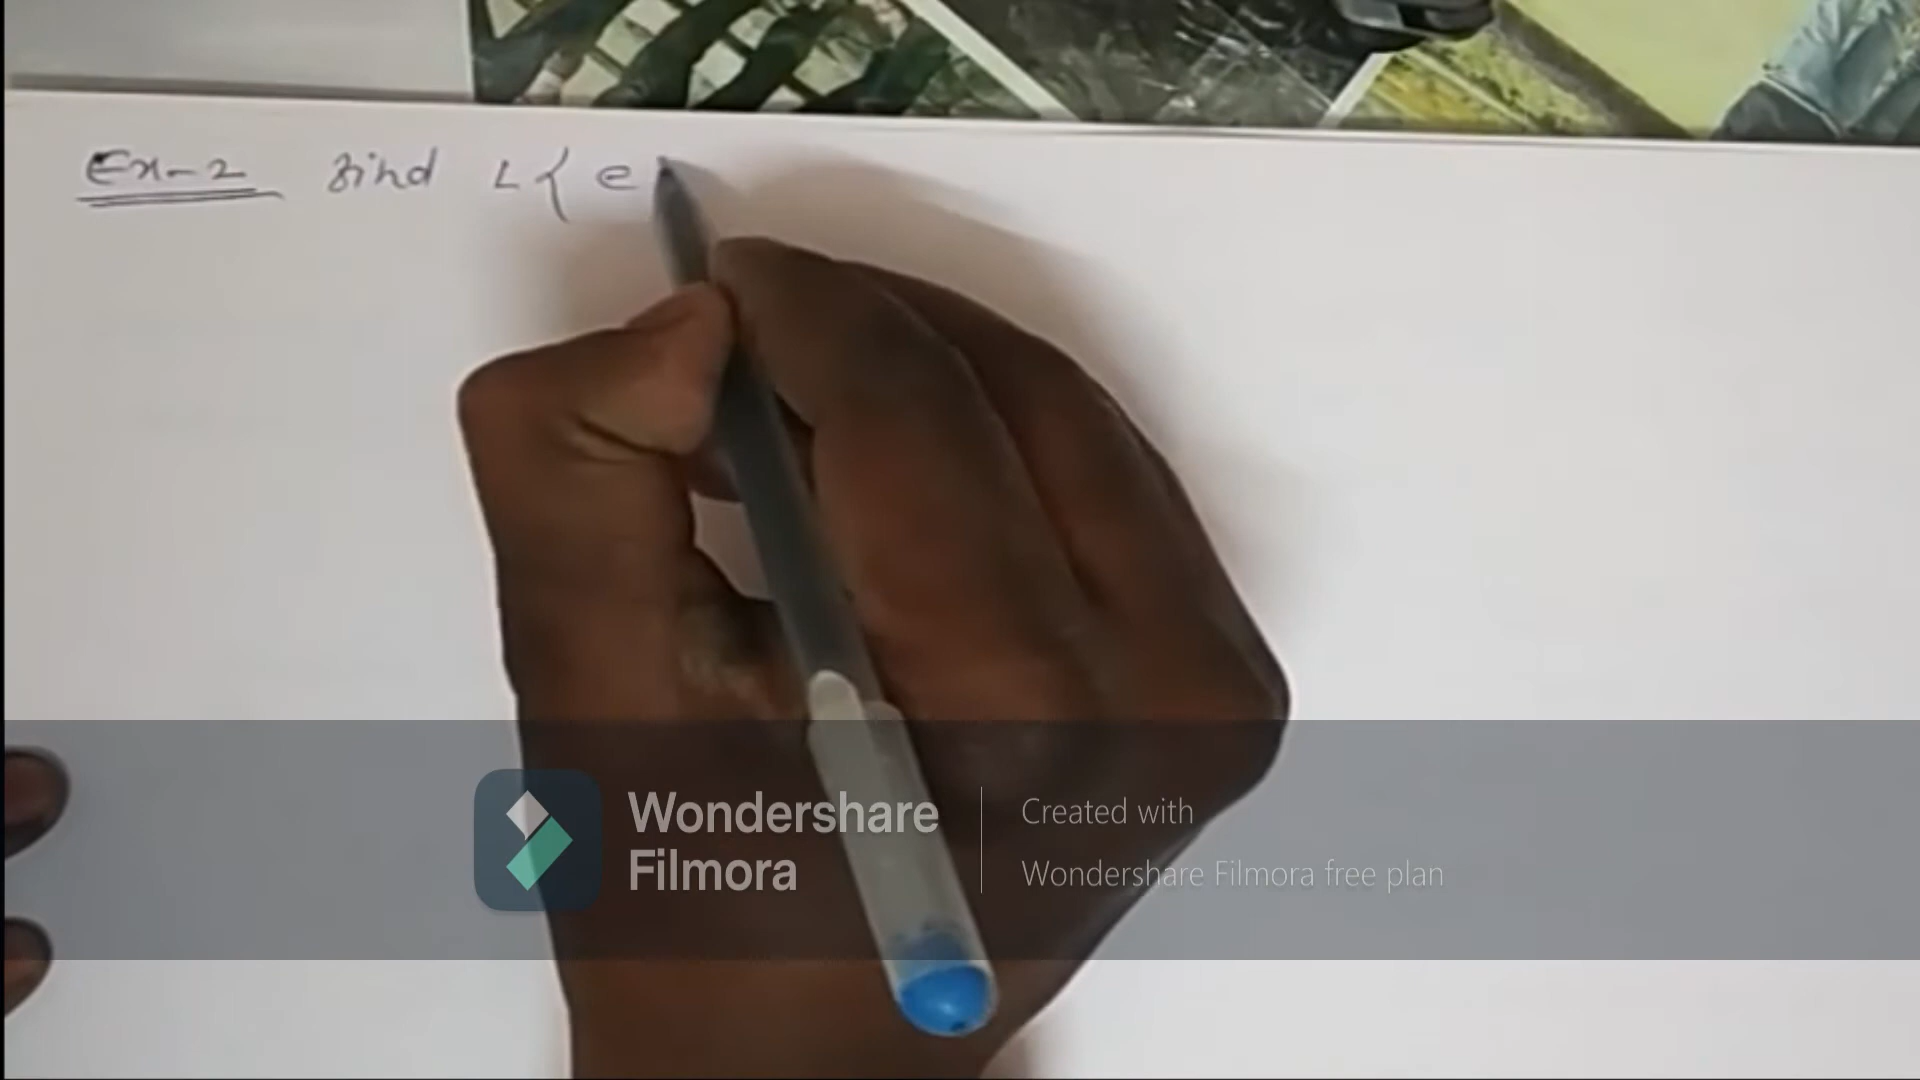 Ex-2 Find L{ e
Wondershare
Filmora
Created with
Wondershare Filmora free plan